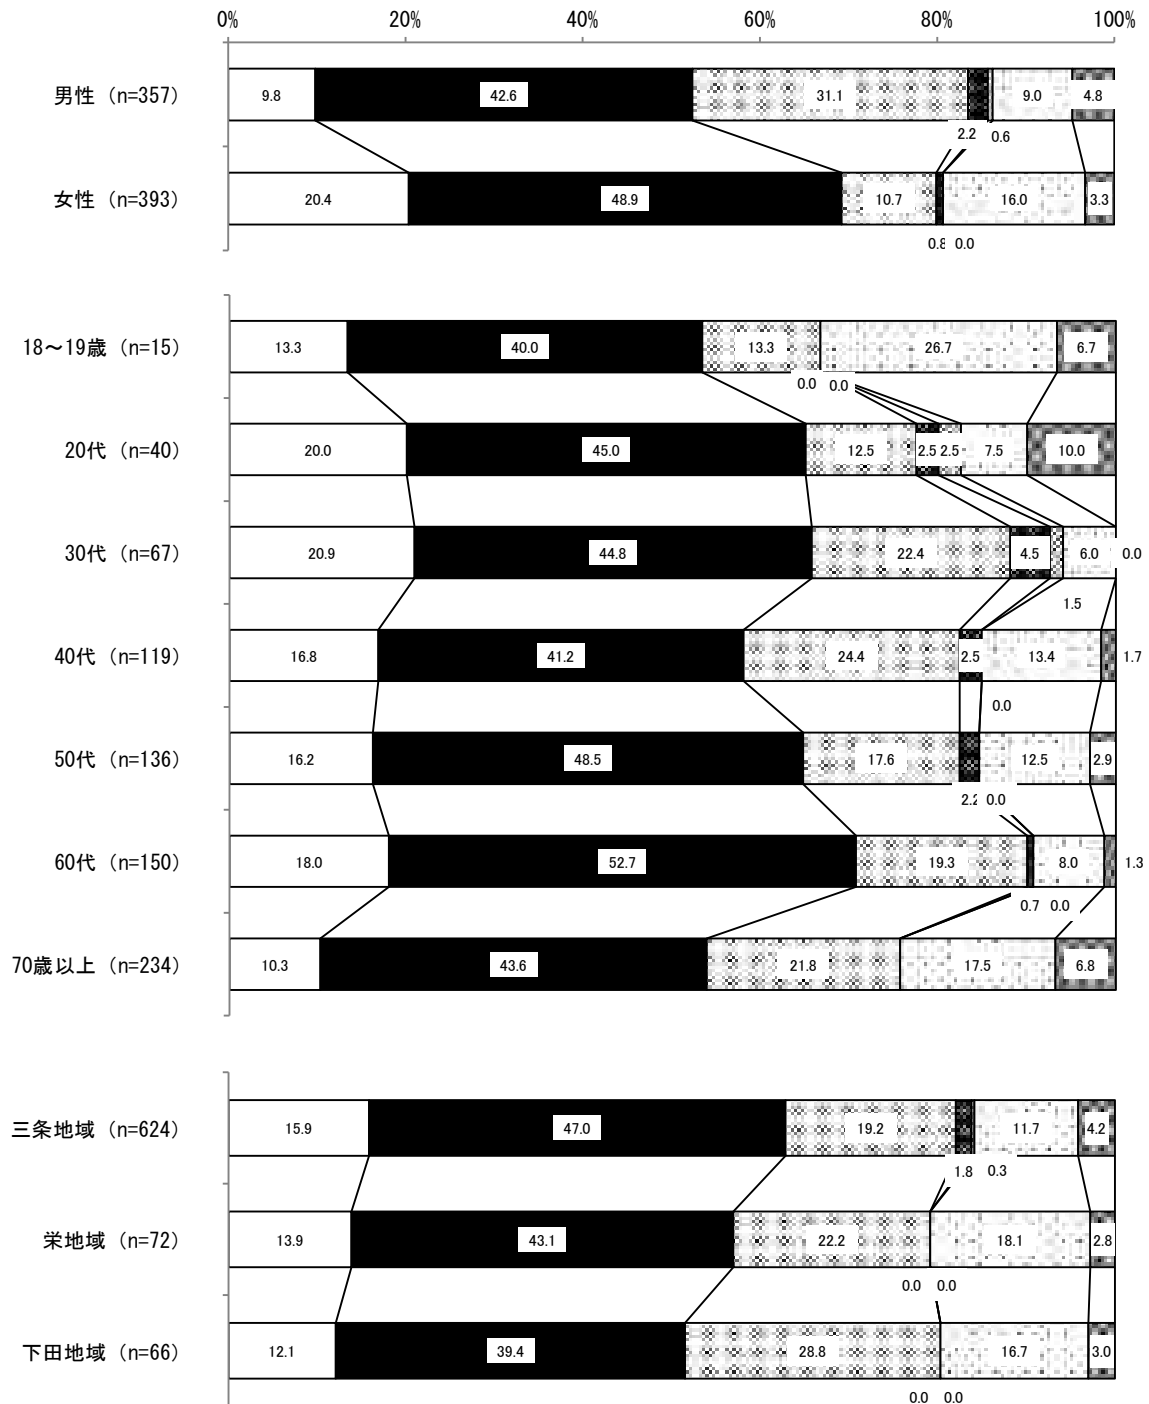 0% 20% 40% 60% 80% 100%
男性 (n=357) 9.8 42.6 31.1 9.0 4.8
2.2 0.6
女性 (n=393) 20.4 48.9 10.7 16.0 3.3
0.8 0.0
18～19歳 (n=15) 13.3 40.0 13.3 26.7 6.7
0.0 0.0
20代 (n=40) 20.0 45.0 12.5 2.5 2.5 7.5 10.0
30代 (n=67) 20.9 44.8 22.4 4.5 6.0 0.0
1.5
40代 (n=119) 16.8 41.2 24.4 2.5 13.4 1.7
0.0
50代 (n=136) 16.2 48.5 17.6 12.5 2.9
2.2 0.0
60代 (n=150) 18.0 52.7 19.3 8.0 1.3
0.7 0.0
70歳以上 (n=234) 10.3 43.6 21.8 17.5 6.8
三条地域 (n=624) 15.9 47.0 19.2 11.7 4.2
1.8 0.3
栄地域 (n=72) 13.9 43.1 22.2 18.1 2.8
0.0 0.0
下田地域 (n=66) 12.1 39.4 28.8 16.7 3.0
0.0 0.0